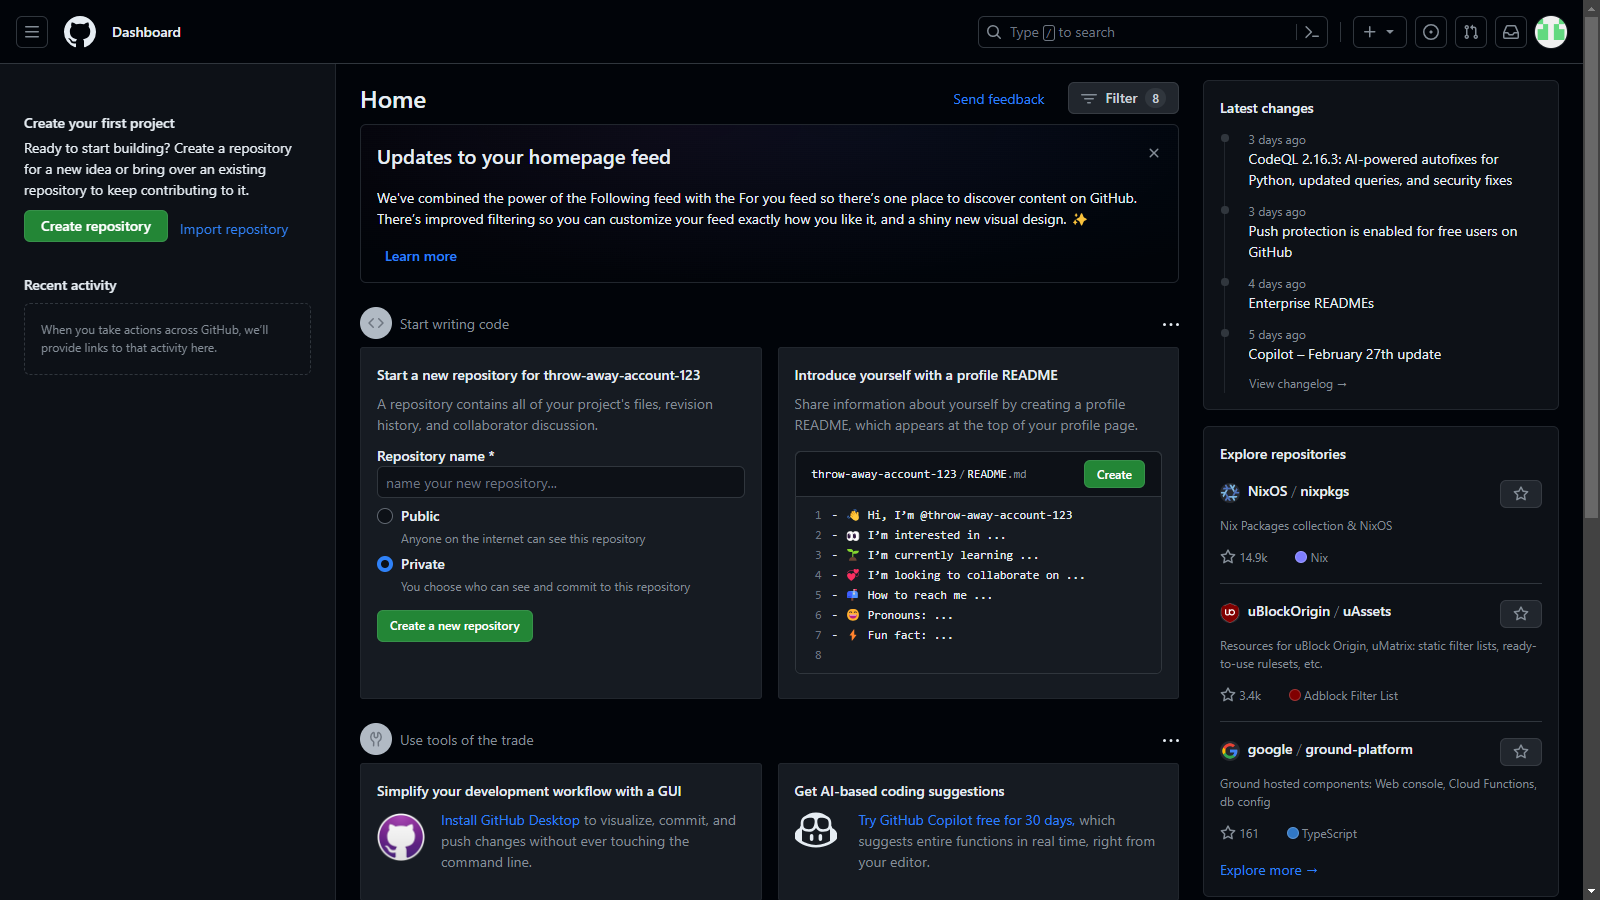 Dashboard
Type / to search
Create your first project
Ready to start building? Create a repository
for a new idea or bring over an existing
repository to keep contributing to it.
Create repository
Import repository
Recent activity
When you take actions across GitHub, we'll
provide links to that activity here.
Home
Send feedback
Filter 8
Updates to your homepage feed
We've combined the power of the Following feed with the For you feed so there's one place to discover content on GitHub.
There's improved filtering so you can customize your feed exactly how you like it, and a shiny new visual design. ✨
Learn more
Start writing code
Start a new repository for throw-away-account-123
A repository contains all of your project's files, revision
history, and collaborator discussion.
Repository name *
name your new repository...
Public
Anyone on the internet can see this repository
Private
You choose who can see and commit to this repository
Create a new repository
Introduce yourself with a profile README
Share information about yourself by creating a profile
README, which appears at the top of your profile page.
throw-away-account-123 / README.md
Create
1 - 👋 Hi, I'm @throw-away-account-123
2 - 👀 I'm interested in ...
3 - 🌱 I'm currently learning ...
4 - 💞️ I'm looking to collaborate on ...
5 - 📫 How to reach me ...
6 - 😄 Pronouns: ...
7 - ⚡ Fun fact: ...
8
Use tools of the trade
Simplify your development workflow with a GUI
Install GitHub Desktop to visualize, commit, and
push changes without ever touching the
command line.
Get AI-based coding suggestions
Try GitHub Copilot free for 30 days, which
suggests entire functions in real time, right from
your editor.
Latest changes
3 days ago
CodeQL 2.16.3: AI-powered autofixes for
Python, updated queries, and security fixes
3 days ago
Push protection is enabled for free users on
GitHub
4 days ago
Enterprise READMEs
5 days ago
Copilot – February 27th update
View changelog →
Explore repositories
NixOS / nixpkgs
Nix Packages collection & NixOS
14.9k
Nix
uBlockOrigin / uAssets
Resources for uBlock Origin, uMatrix: static filter lists, ready-
to-use rulesets, etc.
3.4k
Adblock Filter List
google / ground-platform
Ground hosted components: Web console, Cloud Functions,
db config
161
TypeScript
Explore more →